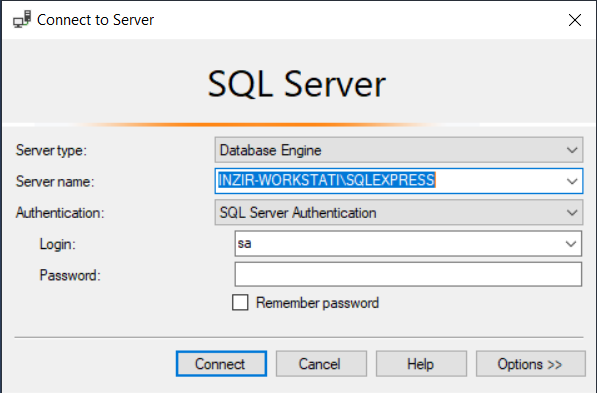 Connect to Server
SQL Server
Server type: Database Engine
Server name: INZIR-WORKSTATI\SQLEXPRESS
Authentication: SQL Server Authentication
Login: sa
Password:
Remember password
Connect Cancel Help Options >>